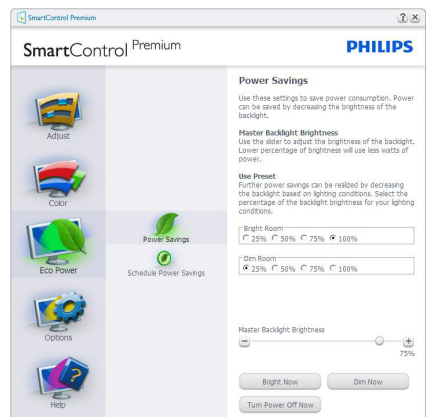 SmartControl Premium
? ×
SmartControl Premium
PHILIPS
Adjust
Color
Eco Power
Options
Help
Power Savings
Schedule Power Savings
Power Savings
Use these settings to save power consumption. Power
can be saved by decreasing the brightness of the
backlight.
Master Backlight Brightness
Use the slider to adjust the brightness of the backlight.
Lower percentage of brightness will use less watts of
power.
Use Preset
Further power savings can be realized by decreasing
the backlight based on lighting conditions. Select the
percentage of the backlight brightness for your lighting
conditions.
Bright Room
25% 50% 75% 100%
Dim Room
25% 50% 75% 100%
Master Backlight Brightness
75%
Bright Now Dim Now
Turn Power Off Now